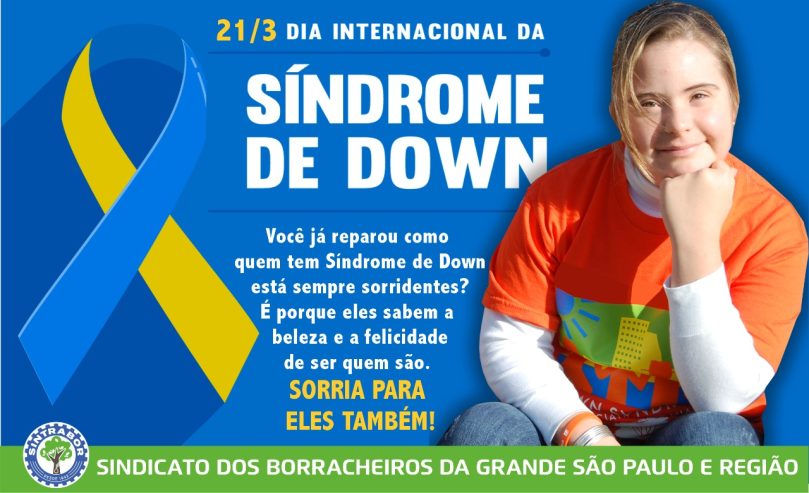 21/3 DIA INTERNACIONAL DA
SÍNDROME
DE DOWN
Você já reparou como
quem tem Síndrome de Down
está sempre sorridentes?
É porque eles sabem a
beleza e a felicidade
de ser quem são.
SORRIA PARA
ELES TAMBÉM!
SINTRABOR
SINDICATO DOS BORRACHEIROS DA GRANDE SÃO PAULO E REGIÃO